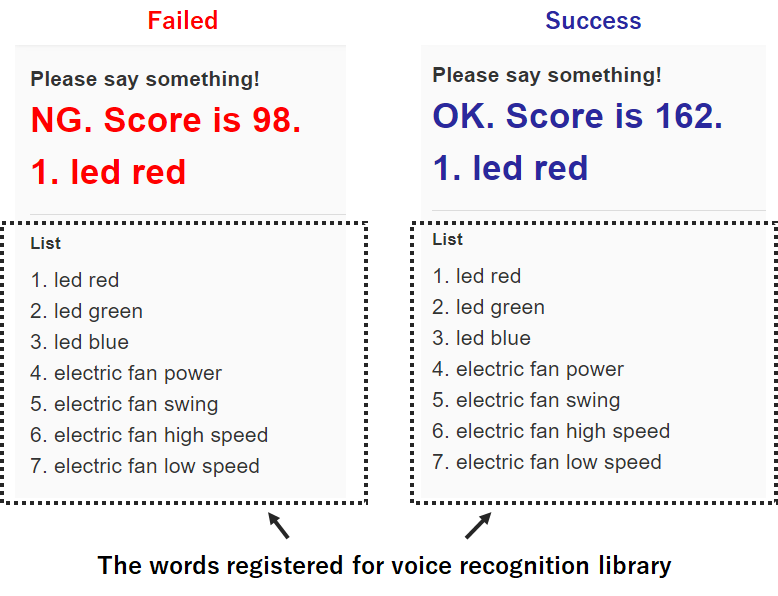 Failed
Please say something!
NG. Score is 98.
1. led red
List
1. led red
2. led green
3. led blue
4. electric fan power
5. electric fan swing
6. electric fan high speed
7. electric fan low speed
Success
Please say something!
OK. Score is 162.
1. led red
List
1. led red
2. led green
3. led blue
4. electric fan power
5. electric fan swing
6. electric fan high speed
7. electric fan low speed
The words registered for voice recognition library